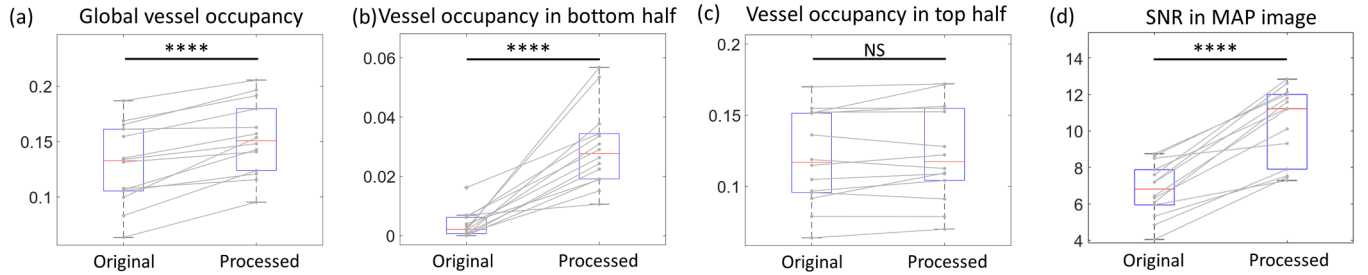 (a) Global vessel occupancy
****
0.2
0.15
0.1
Original Processed
(b) Vessel occupancy in bottom half
****
0.06
0.04
0.02
0
Original Processed
(c) Vessel occupancy in top half
NS
0.2
0.15
0.1
Original Processed
(d) SNR in MAP image
****
14
12
10
8
6
4
Original Processed